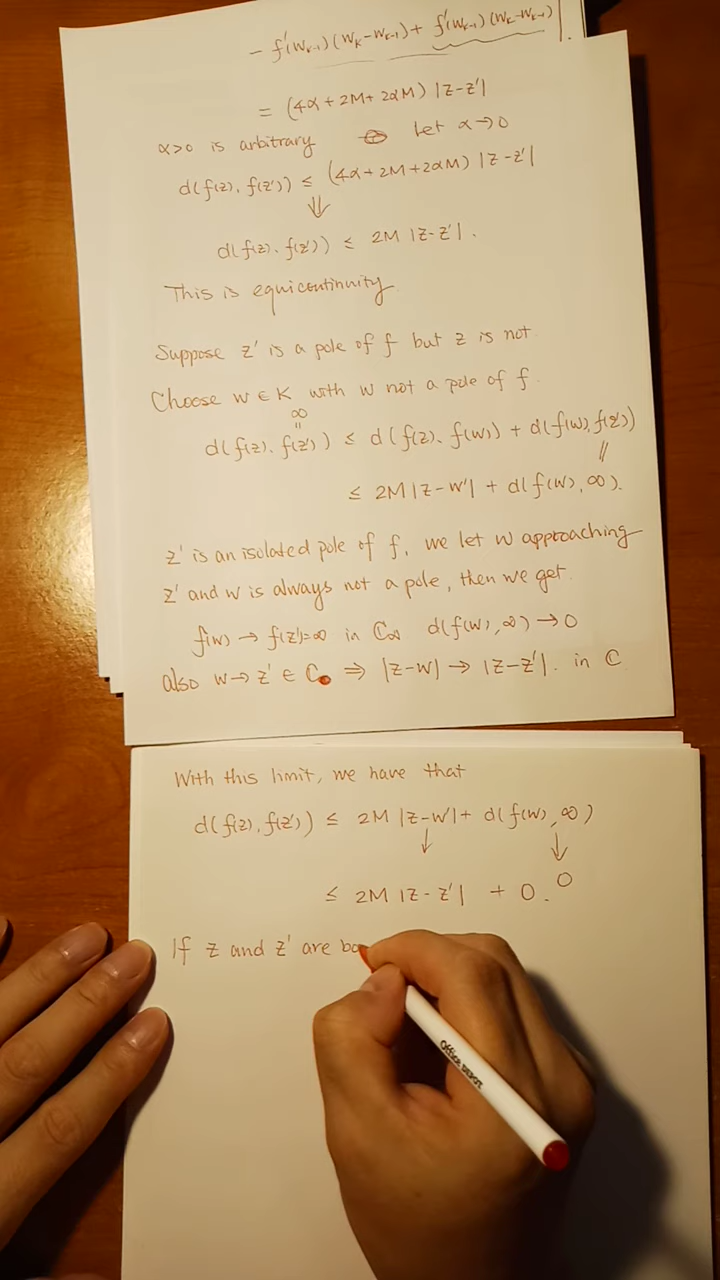 - f'(w_{k-1})(w_k-w_{k-1})+ f'(w_{k-1})(w_k-w_{k-1})|.
= (4α+2M+2αM) |z-z'|
α>0 is arbitrary let α→0
d(f(z), f(z')) ≤ (4α+2M+2αM) |z-z'|
⇓
d(f(z), f(z')) ≤ 2M |z-z'|.
This is equicontinuity.
Suppose z' is a pole of f but z is not.
Choose w ∈ K with w not a pole of f.
∞
"
d(f(z), f(z')) ≤ d(f(z), f(w)) + d(f(w), f(z'))
//
≤ 2M|z-w'| + d(f(w), ∞).
z' is an isolated pole of f, we let w approaching
z' and w is always not a pole, then we get.
f(w) → f(z')=∞ in C∞ d(f(w), ∞) → 0
also w→ z' ∈ C ⇒ |z-w| → |z-z'|. in C
With this limit, we have that
d(f(z), f(z')) ≤ 2M |z-w'|+ d(f(w), ∞)
↓ ↓
≤ 2M |z-z'| + 0. 0
If z and z' are bo
Office DEPOT